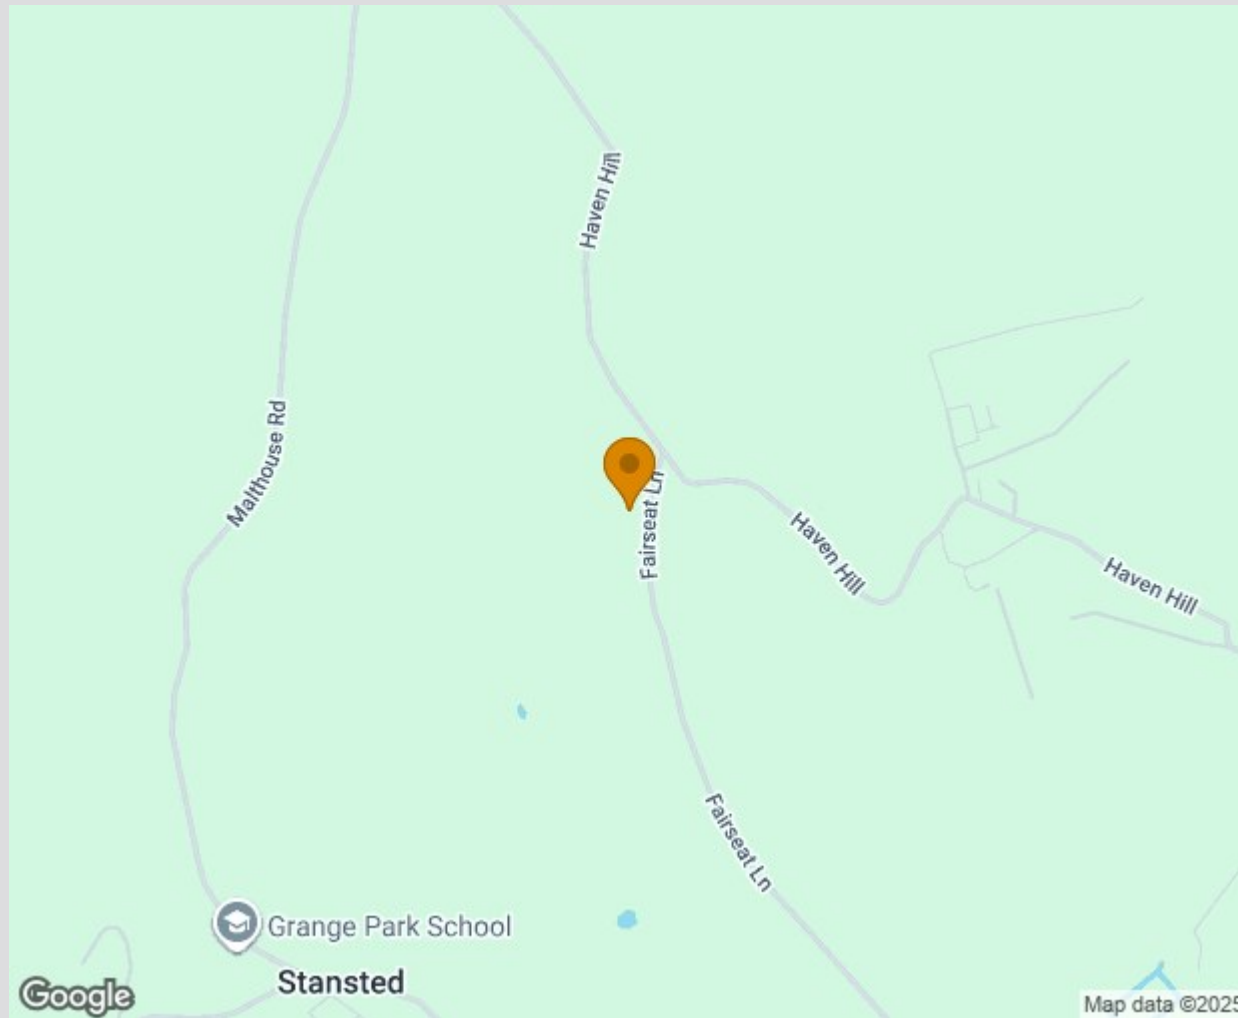 Haven Hill
Malthouse Rd
Fairseat Ln
Haven Hill
Haven Hill
Fairseat Ln
Grange Park School
Stansted
Google
Map data ©2025